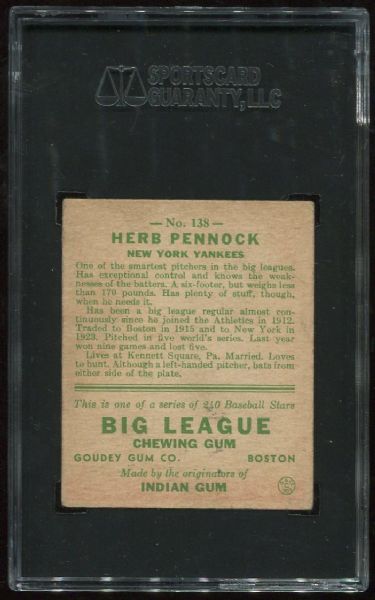 SPORTSCARD
GUARANTY, LLC
— No. 138 —
HERB PENNOCK
NEW YORK YANKEES
One of the smartest pitchers in the big leagues.
Has exceptional control and knows the weak-
nesses of the batters. A six-footer, but weighs less
than 170 pounds. Has plenty of stuff, though,
when he needs it.
Has been a big league regular almost con-
tinuously since he joined the Athletics in 1912.
Traded to Boston in 1915 and to New York in
1923. Pitched in five world's series. Last year
won nine games and lost five.
Lives at Kennett Square, Pa. Married. Loves
to hunt. Although a left-handed pitcher, bats from
either side of the plate.
This is one of a series of 240 Baseball Stars
BIG LEAGUE
CHEWING GUM
GOUDEY GUM CO. BOSTON
Made by the originators of
INDIAN GUM